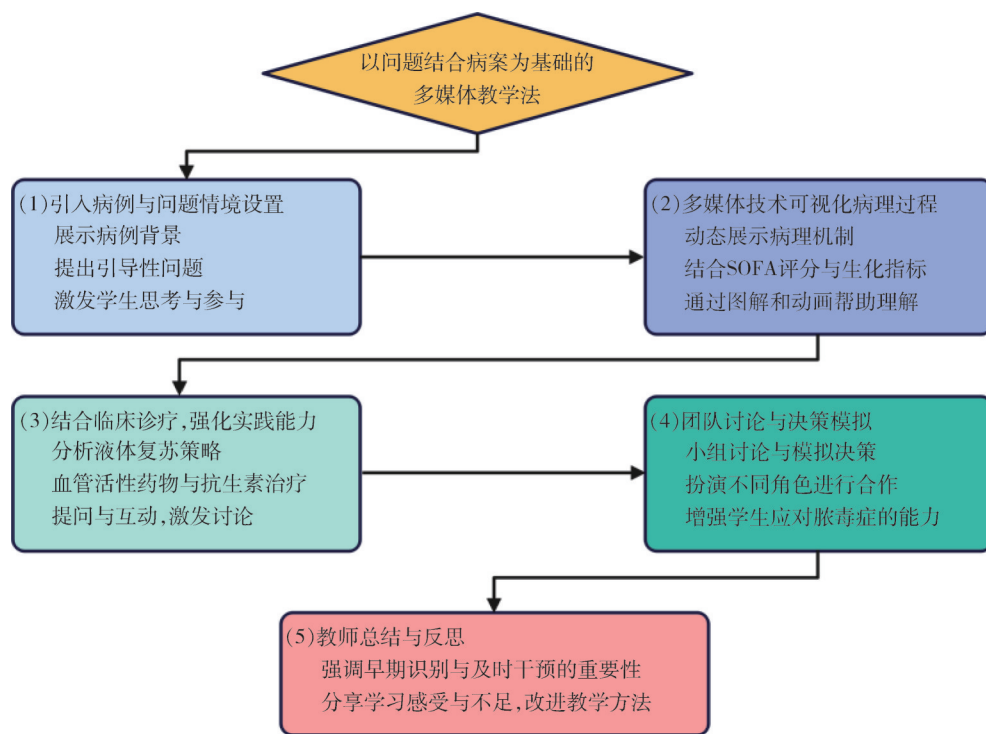 以问题结合病案为基础的
多媒体教学法
(1)引入病例与问题情境设置
展示病例背景
提出引导性问题
激发学生思考与参与
(2)多媒体技术可视化病理过程
动态展示病理机制
结合SOFA评分与生化指标
通过图解和动画帮助理解
(3)结合临床诊疗,强化实践能力
分析液体复苏策略
血管活性药物与抗生素治疗
提问与互动,激发讨论
(4)团队讨论与决策模拟
小组讨论与模拟决策
扮演不同角色进行合作
增强学生应对脓毒症的能力
(5)教师总结与反思
强调早期识别与及时干预的重要性
分享学习感受与不足,改进教学方法